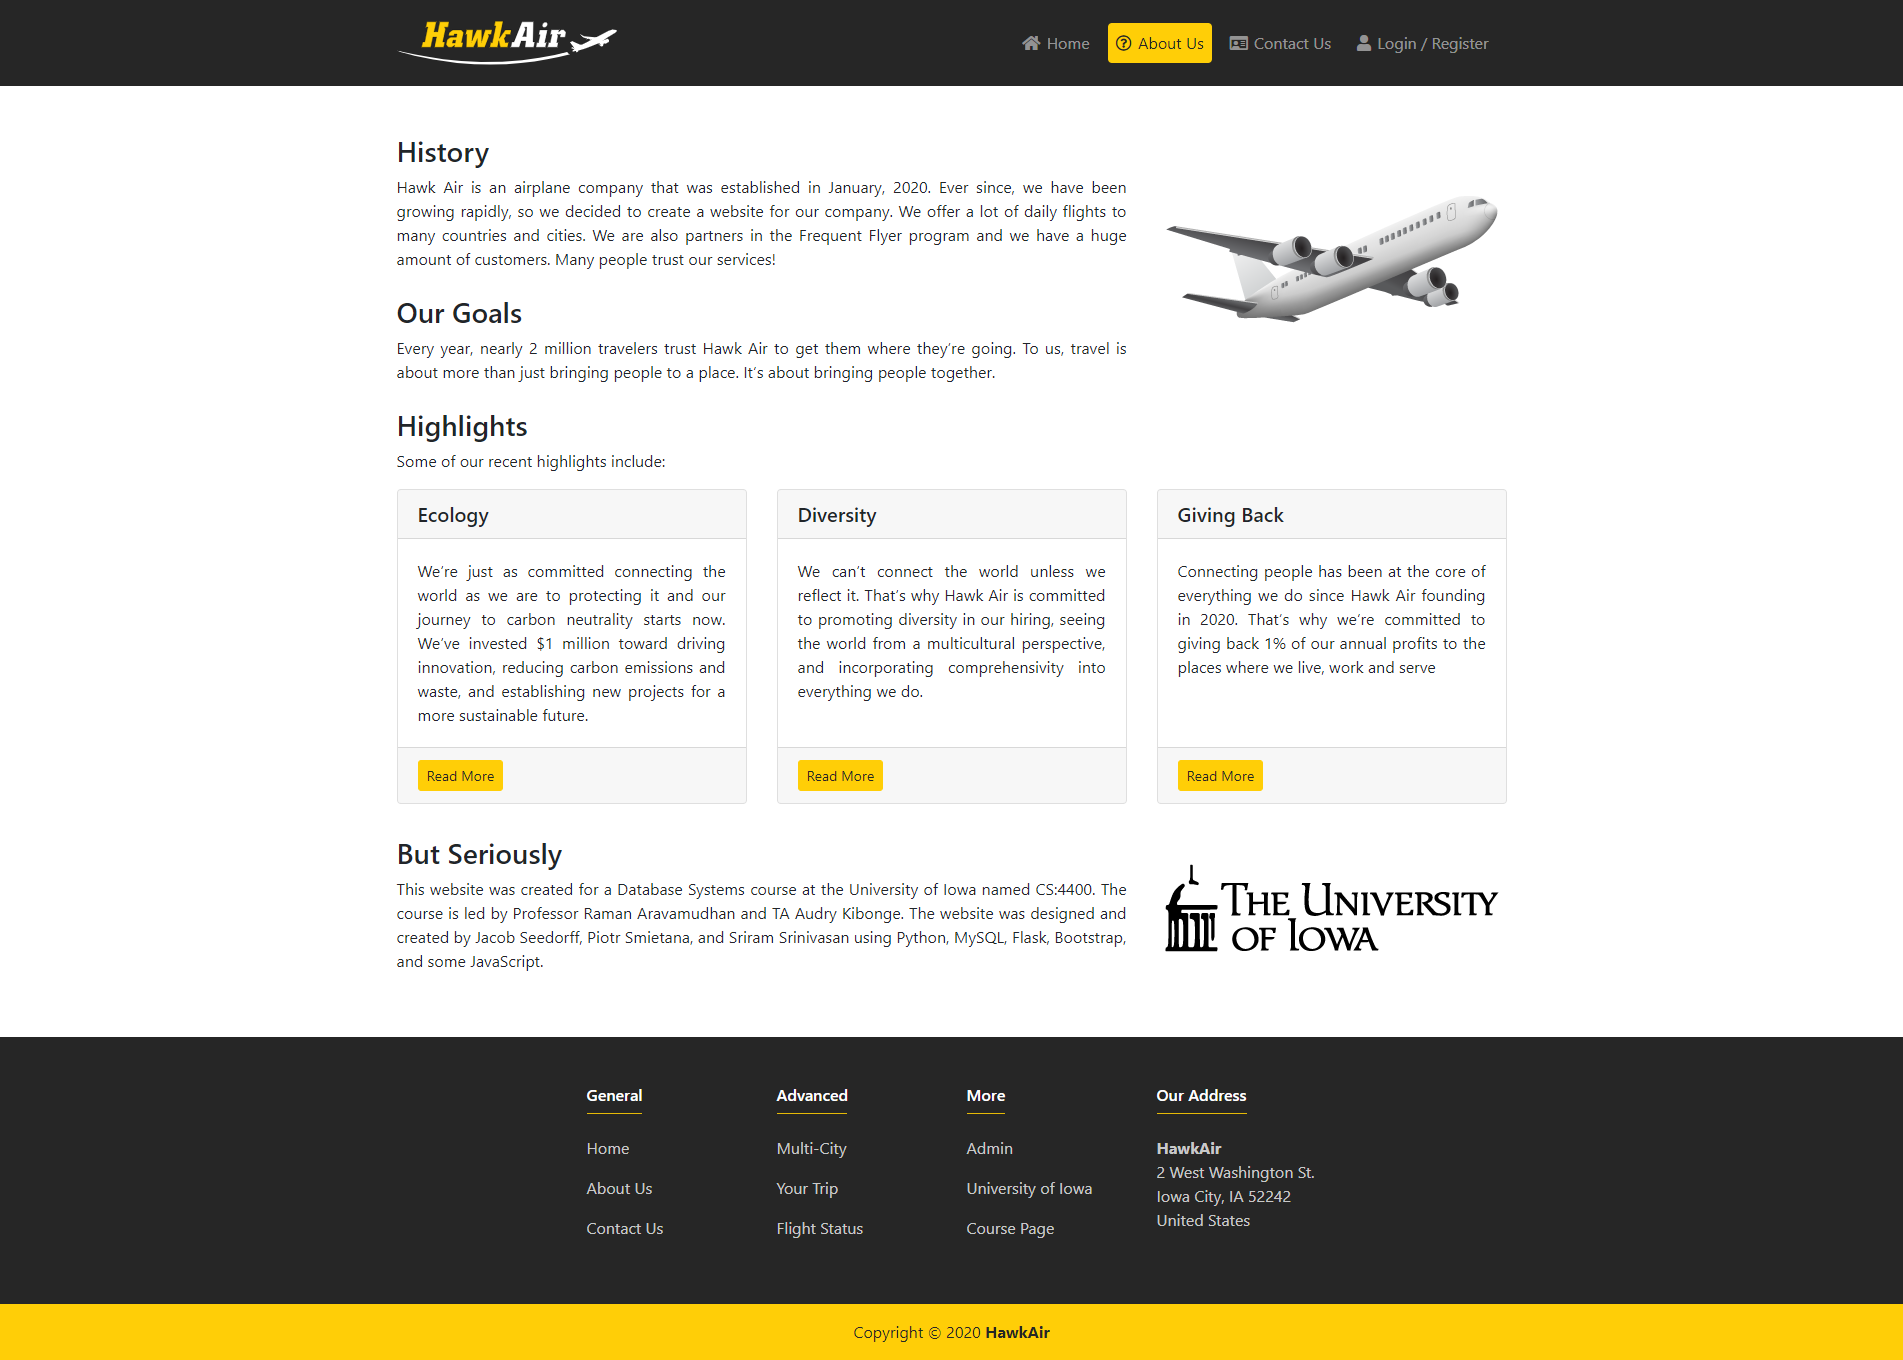 HawkAir
Home
About Us
Contact Us
Login / Register
History
Hawk Air is an airplane company that was established in January, 2020. Ever since, we have been
growing rapidly, so we decided to create a website for our company. We offer a lot of daily flights to
many countries and cities. We are also partners in the Frequent Flyer program and we have a huge
amount of customers. Many people trust our services!
Our Goals
Every year, nearly 2 million travelers trust Hawk Air to get them where they’re going. To us, travel is
about more than just bringing people to a place. It’s about bringing people together.
Highlights
Some of our recent highlights include:
Ecology
We’re just as committed connecting the
world as we are to protecting it and our
journey to carbon neutrality starts now.
We’ve invested $1 million toward driving
innovation, reducing carbon emissions and
waste, and establishing new projects for a
more sustainable future.
Read More
Diversity
We can’t connect the world unless we
reflect it. That’s why Hawk Air is committed
to promoting diversity in our hiring, seeing
the world from a multicultural perspective,
and incorporating comprehensivity into
everything we do.
Read More
Giving Back
Connecting people has been at the core of
everything we do since Hawk Air founding
in 2020. That’s why we’re committed to
giving back 1% of our annual profits to the
places where we live, work and serve
Read More
But Seriously
This website was created for a Database Systems course at the University of Iowa named CS:4400. The
course is led by Professor Raman Aravamudhan and TA Audry Kibonge. The website was designed and
created by Jacob Seedorff, Piotr Smietana, and Sriram Srinivasan using Python, MySQL, Flask, Bootstrap,
and some JavaScript.
THE UNIVERSITY
OF IOWA
General
Home
About Us
Contact Us
Advanced
Multi-City
Your Trip
Flight Status
More
Admin
University of Iowa
Course Page
Our Address
HawkAir
2 West Washington St.
Iowa City, IA 52242
United States
Copyright © 2020 HawkAir